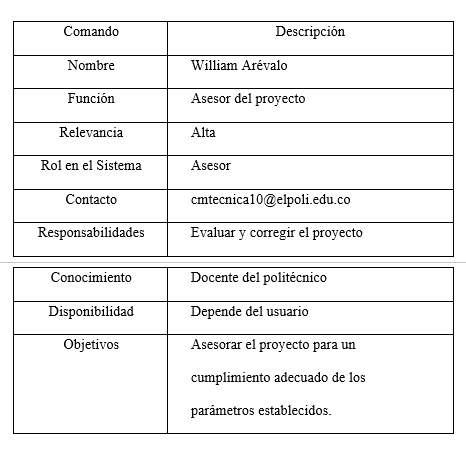 Comando Descripción
Nombre William Arévalo
Función Asesor del proyecto
Relevancia Alta
Rol en el Sistema Asesor
Contacto cmtecnica10@elpoli.edu.co
Responsabilidades Evaluar y corregir el proyecto
Conocimiento Docente del politécnico
Disponibilidad Depende del usuario
Objetivos Asesorar el proyecto para un
cumplimiento adecuado de los
parámetros establecidos.